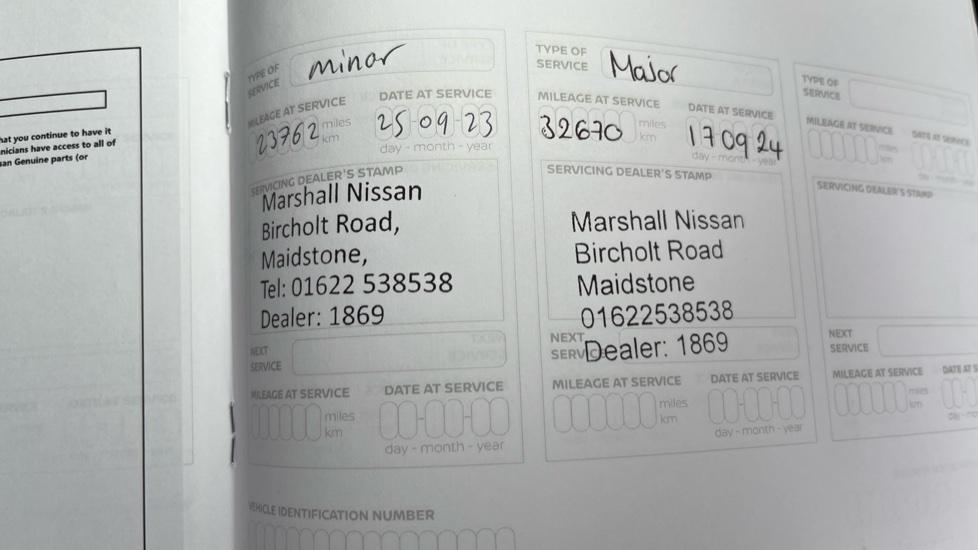 hat you continue to have it
nicians have access to all of
san Genuine parts (or
TYPE OF
SERVICE
minor
MILEAGE AT SERVICE
DATE AT SERVICE
23762
miles
km
25-09-23
day - month - year
SERVICING DEALER'S STAMP
Marshall Nissan
Bircholt Road,
Maidstone,
Tel: 01622 538538
Dealer: 1869
NEXT
SERVICE
MILEAGE AT SERVICE
DATE AT SERVICE
miles
km
day - month - year
VEHICLE IDENTIFICATION NUMBER
TYPE OF
SERVICE
Major
MILEAGE AT SERVICE
DATE AT SERVICE
32670
miles
km
17 09 24
day - month - year
SERVICING DEALER'S STAMP
Marshall Nissan
Bircholt Road
Maidstone
01622538538
Dealer: 1869
NEXT
SERVIC
MILEAGE AT SERVICE
DATE AT SERVICE
miles
km
day - month - year
TYPE OF
SERVICE
MILEAGE AT SERVICE
DATE AT SERVICE
miles
km
SERVICING DEALER'S STAMP
NEXT
SERVICE
MILEAGE AT SERVICE
DATE AT S
miles
km